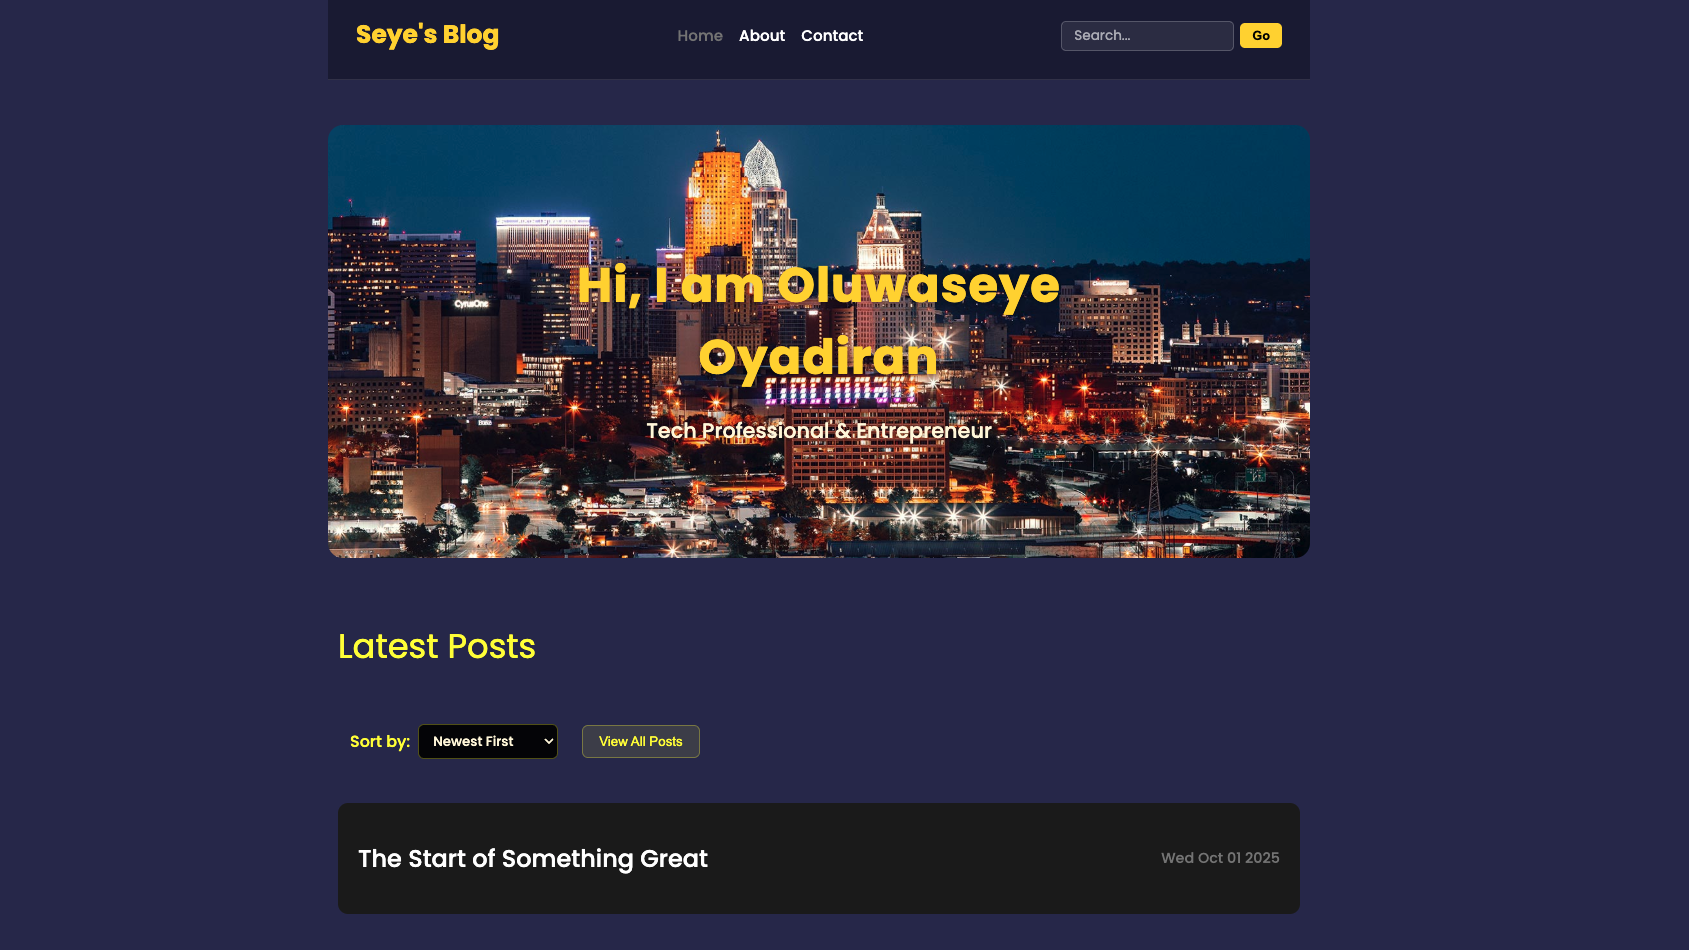 Seye's Blog
Home About Contact
Search...
Go
Hi, I am Oluwaseye
Oyadiran
CyrusOne
Tech Professional & Entrepreneur
Latest Posts
Sort by: Newest First View All Posts
The Start of Something Great
Wed Oct 01 2025